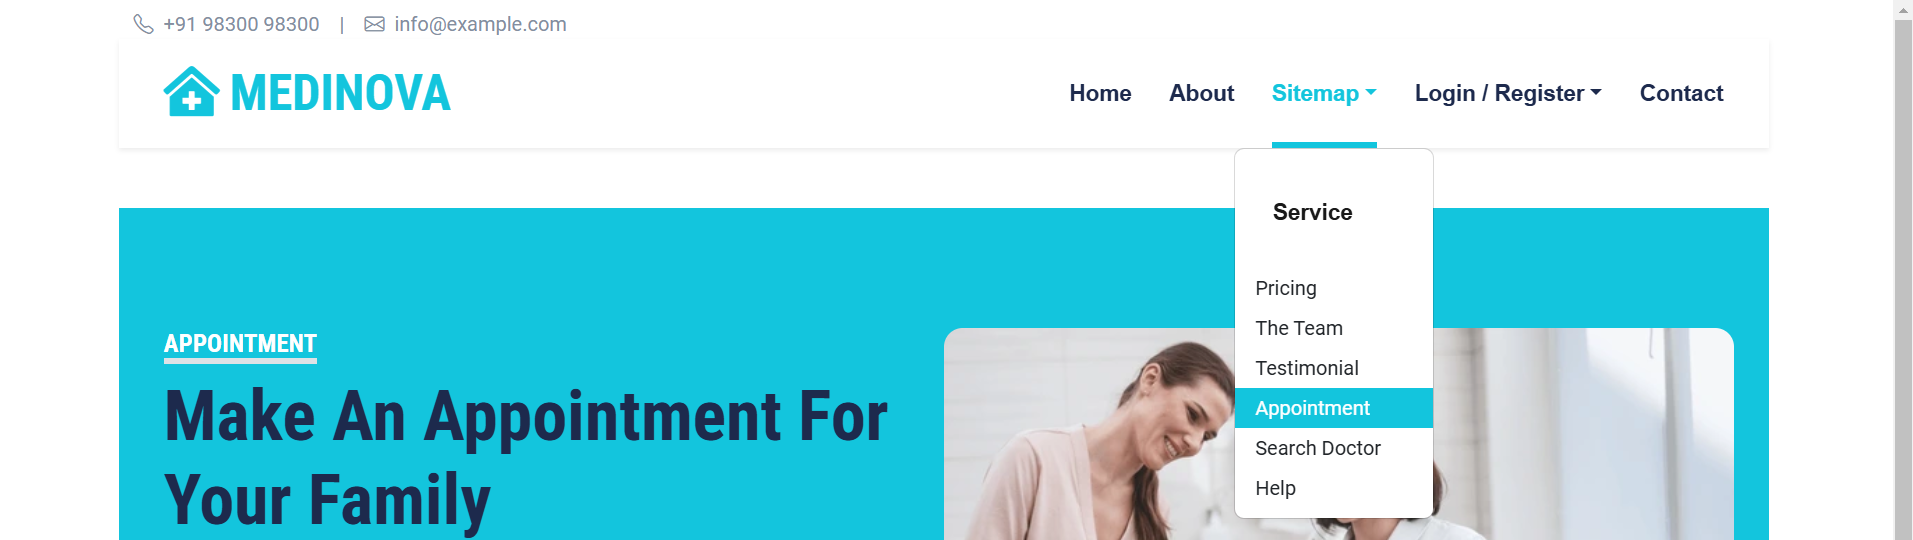 +91 98300 98300 | info@example.com
MEDINOVA
Home About Sitemap Login / Register Contact
Service
Pricing
The Team
Testimonial
Appointment
Search Doctor
Help
APPOINTMENT
Make An Appointment For
Your Family